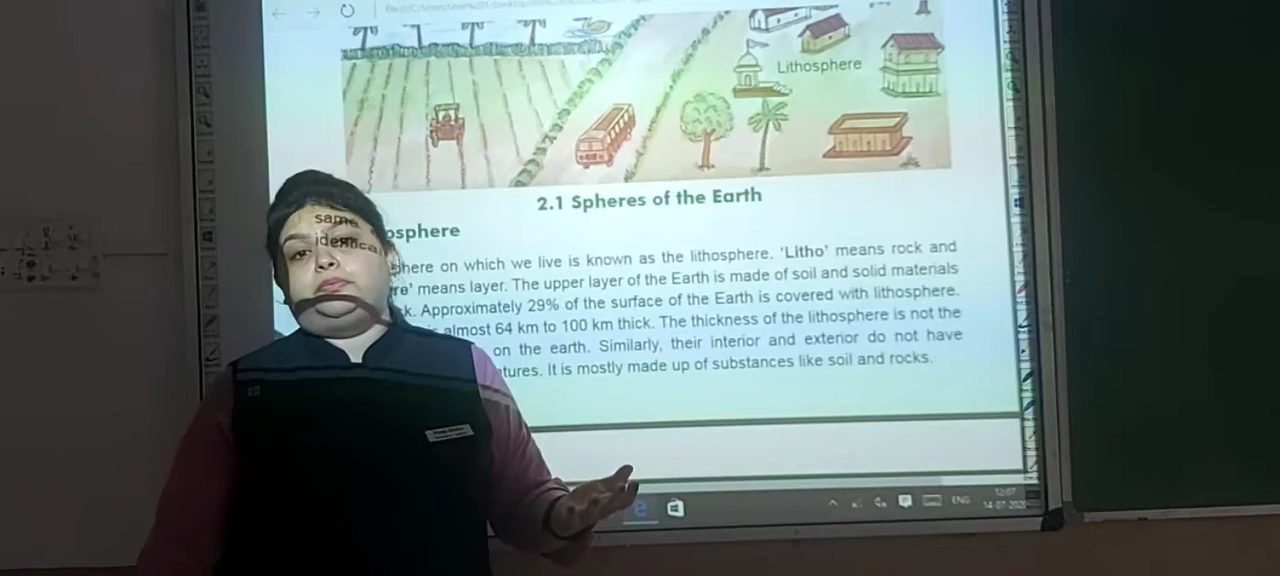 Lithosphere
2.1 Spheres of the Earth
osphere
here on which we live is known as the lithosphere. ‘Litho’ means rock and
re’ means layer. The upper layer of the Earth is made of soil and solid materials
k. Approximately 29% of the surface of the Earth is covered with lithosphere.
almost 64 km to 100 km thick. The thickness of the lithosphere is not the
same
on the earth. Similarly, their interior and exterior do not have
identical
tures. It is mostly made up of substances like soil and rocks.
ENG
12:07